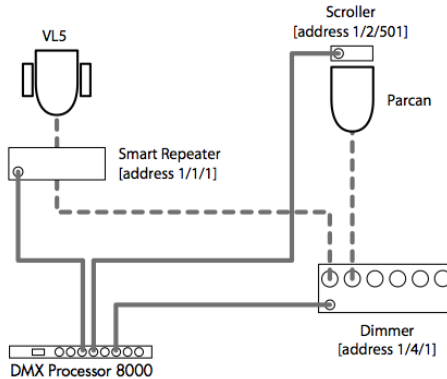 Scroller
[address 1/2/501]
VL5
Parcan
Smart Repeater
[address 1/1/1]
Dimmer
[address 1/4/1]
DMX Processor 8000